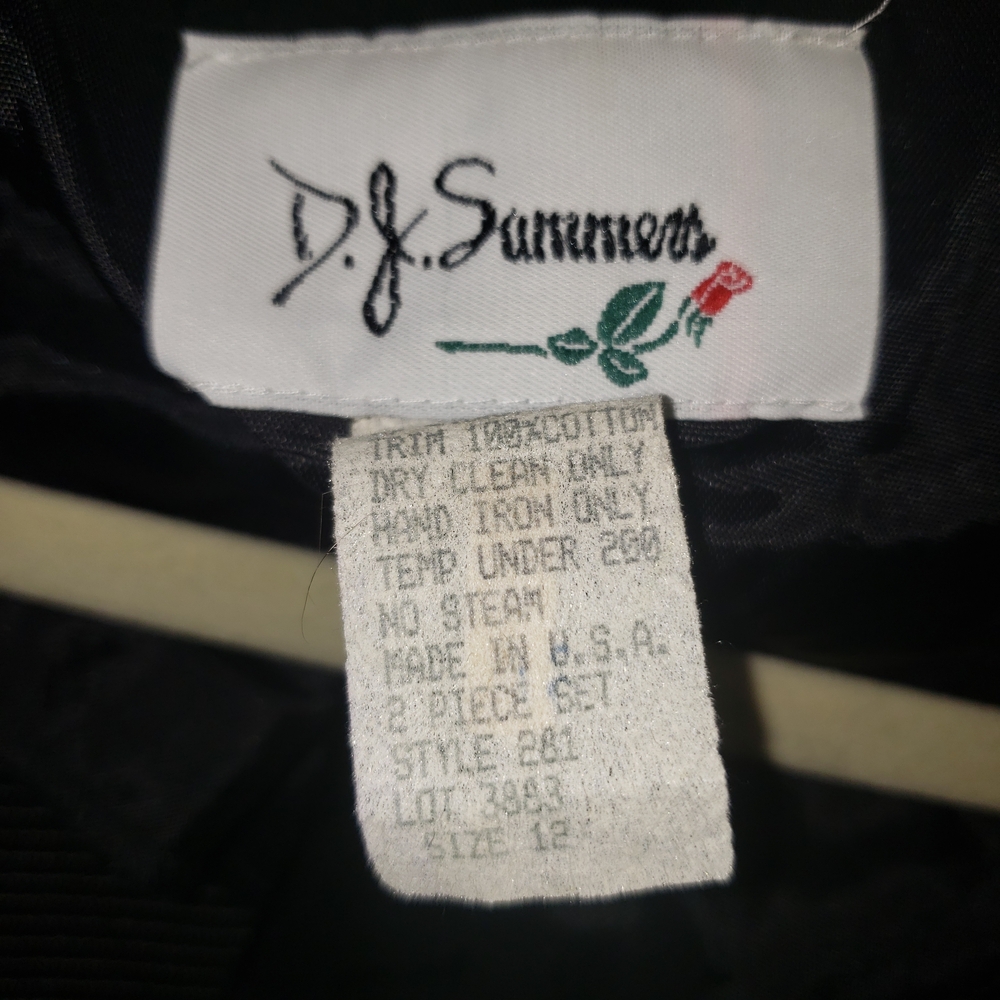 D.J. Summers
TRIM 100%COTTON
DRY CLEAN ONLY
HAND IRON ONLY
TEMP UNDER 200
NO STEAM
MADE IN U.S.A.
2 PIECE SET
STYLE 281
LOT 3883
SIZE 12